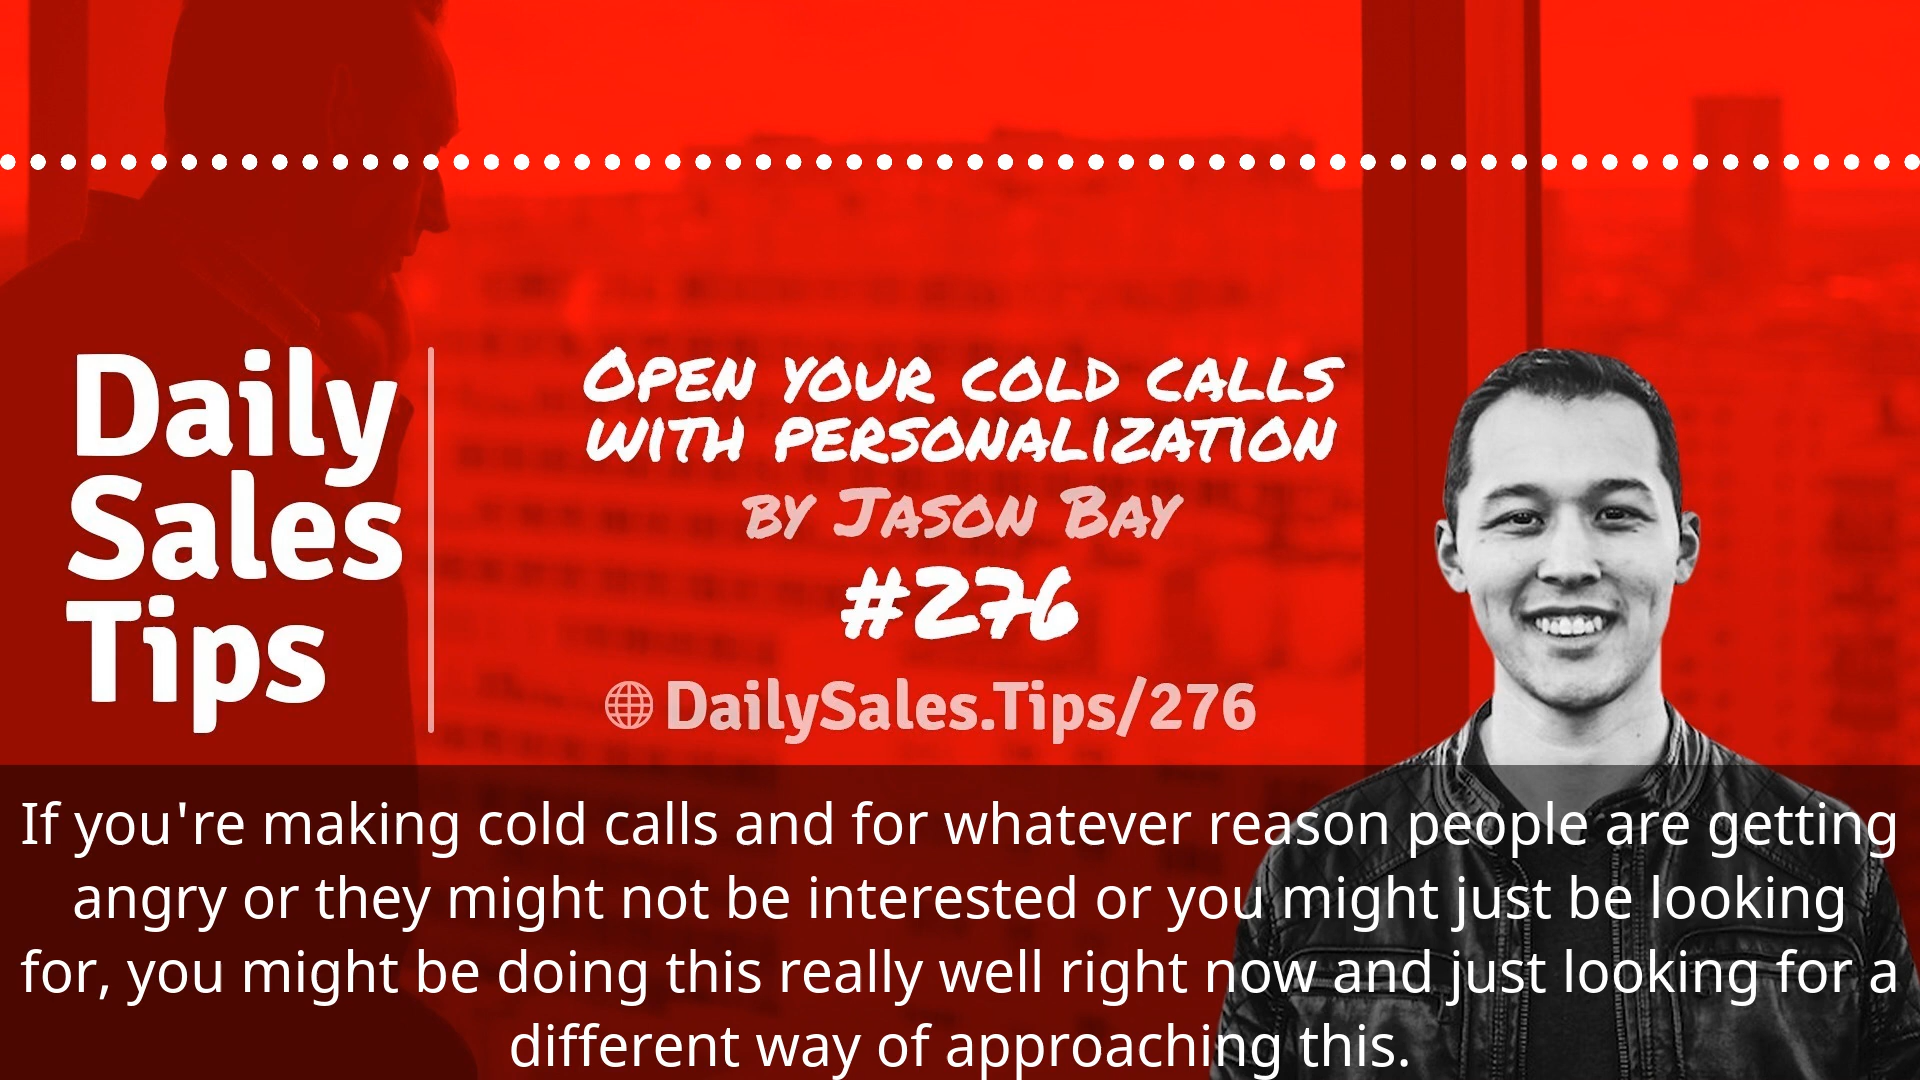 Daily
Sales
Tips
OPEN YOUR COLD CALLS
WITH PERSONALIZATION
BY JASON BAY
#276
DailySales.Tips/276
If you're making cold calls and for whatever reason people are getting
angry or they might not be interested or you might just be looking
for, you might be doing this really well right now and just looking for a
different way of approaching this.